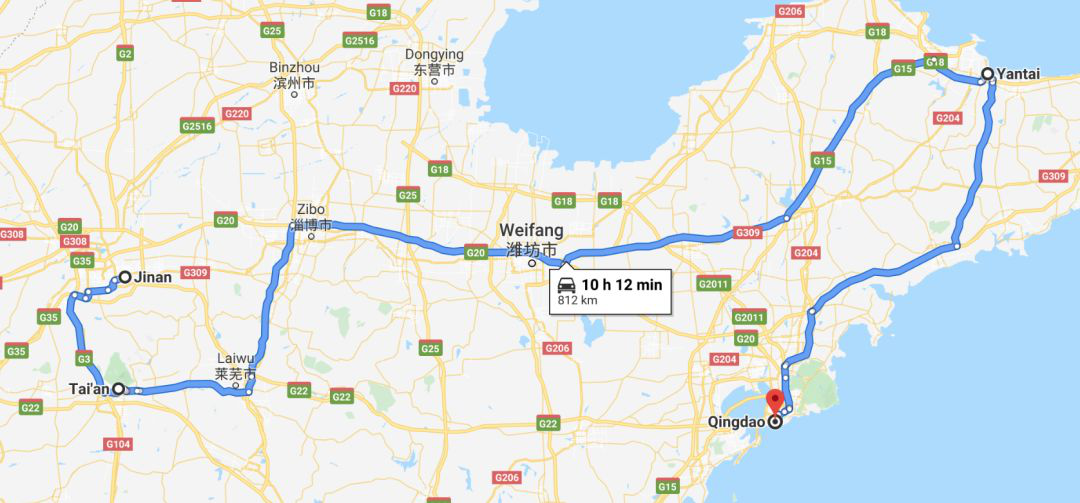 G206
G18
G18
G25
G2
G2516
Dongying
东营市
G18
G15
Yantai
Binzhou
滨州市
G220
G220
G204
G2516
G15
G18
G309
G25
G18
G18
Zibo
淄博市
G20
G20
Weifang
潍坊市
G309
G308
G308
G20
G204
G35
Jinan
G309
10 h 12 min
812 km
G2011
G35
G2011
G20
G35
G25
G206
G3
Laiwu
莱芜市
G204
Tai'an
G22
G22
G22
G22
Qingdao
G104
G206
G15